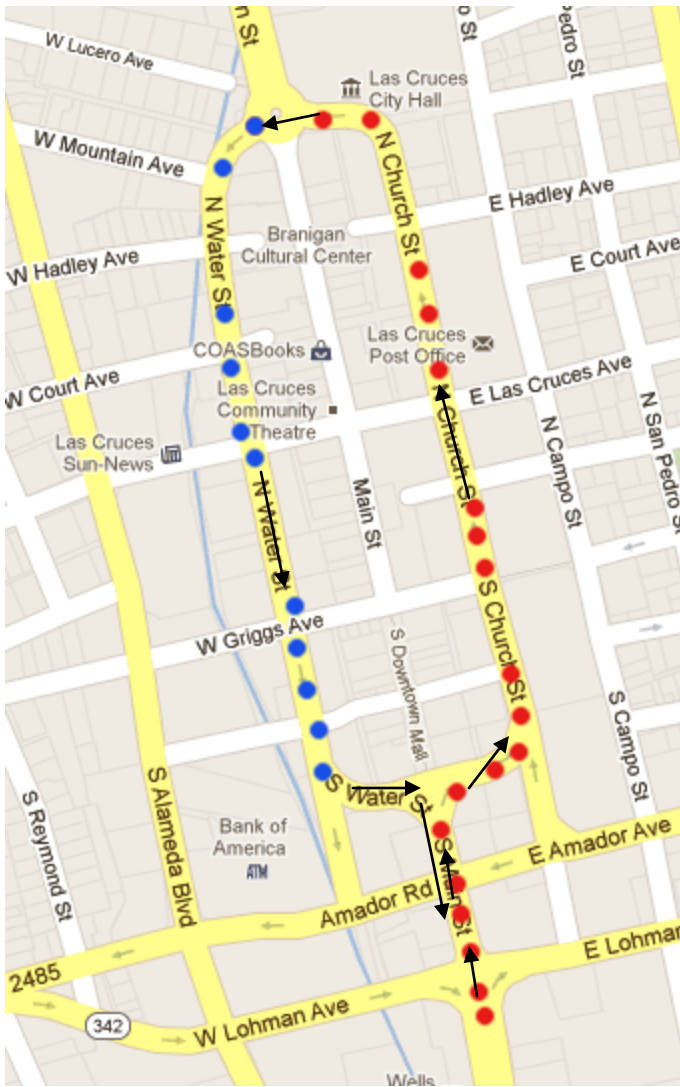 n St
o St
Pedro St
W Lucero Ave
Las Cruces
City Hall
W Mountain Ave
N Church St
E Hadley Ave
N Water St
Branigan
Cultural Center
W Hadley Ave
E Court Ave
Las Cruces
Post Office
COASBooks
W Court Ave
Las Cruces
Community
Theatre
E Las Cruces Ave
N Church St
Las Cruces
Sun-News
N Campo St
N San Pedro St
N Water St
Main St
S Church St
W Griggs Ave
S Downtown Mall
S Campo St
S Water St
S Reymond St
S Alameda Blvd
Bank of
America
ATM
S Main St
E Amador Ave
Amador Rd
E Lohman
2485
342
W Lohman Ave
Wells